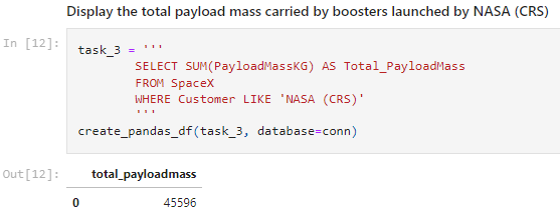 Display the total payload mass carried by boosters launched by NASA (CRS)
In [12]:
task_3 = '''
SELECT SUM(PayloadMassKG) AS Total_PayloadMass
FROM SpaceX
WHERE Customer LIKE 'NASA (CRS)'
'''
create_pandas_df(task_3, database=conn)
Out[12]:
total_payloadmass
0 45596